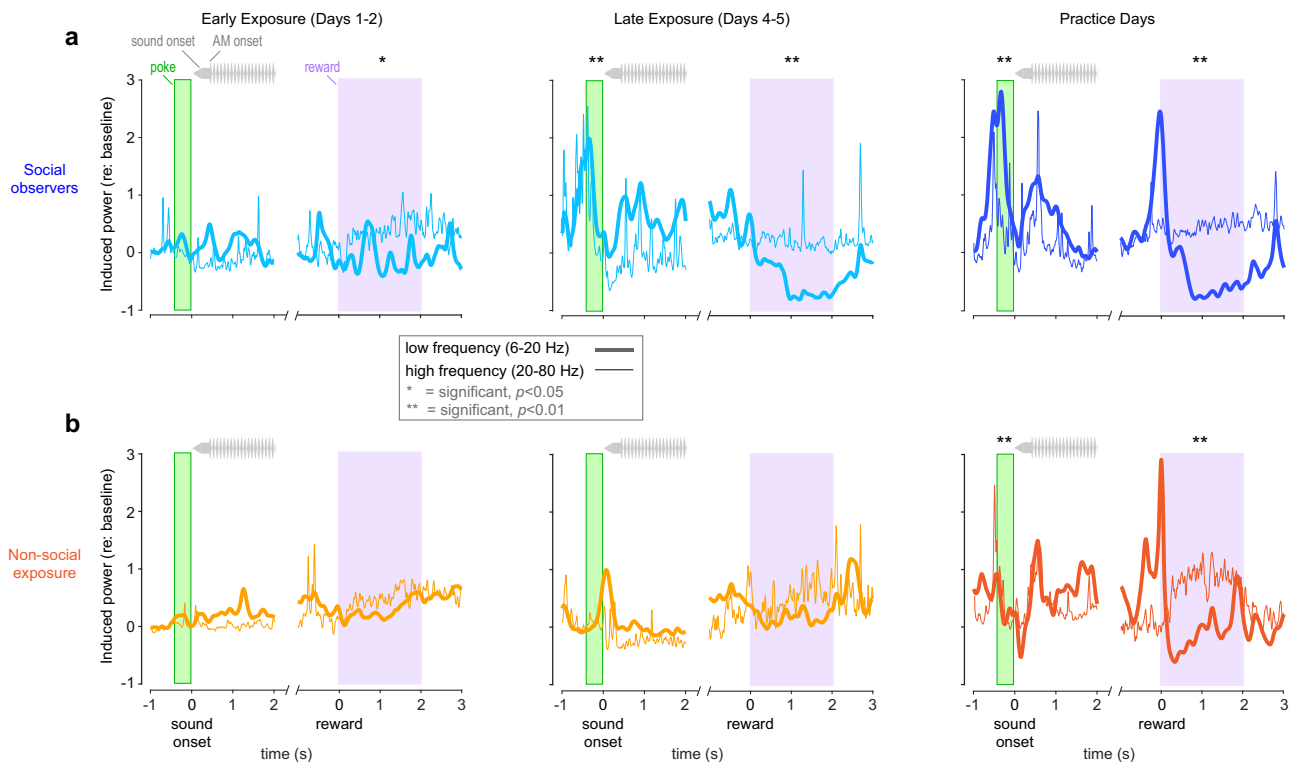 Early Exposure (Days 1-2)
Late Exposure (Days 4-5)
Practice Days
a
sound onset
AM onset
poke
reward
*
**
**
**
**
Social
observers
Induced power (re: baseline)
3
2
1
0
-1
low frequency (6-20 Hz)
high frequency (20-80 Hz)
* = significant, p<0.05
** = significant, p<0.01
b
**
**
Non-social
exposure
Induced power (re: baseline)
3
2
1
0
-1
-1 0 1 2 0 1 2 3
-1 0 1 2 0 1 2 3
-1 0 1 2 0 1 2 3
sound
onset
reward
sound
onset
reward
sound
onset
reward
time (s)
time (s)
time (s)